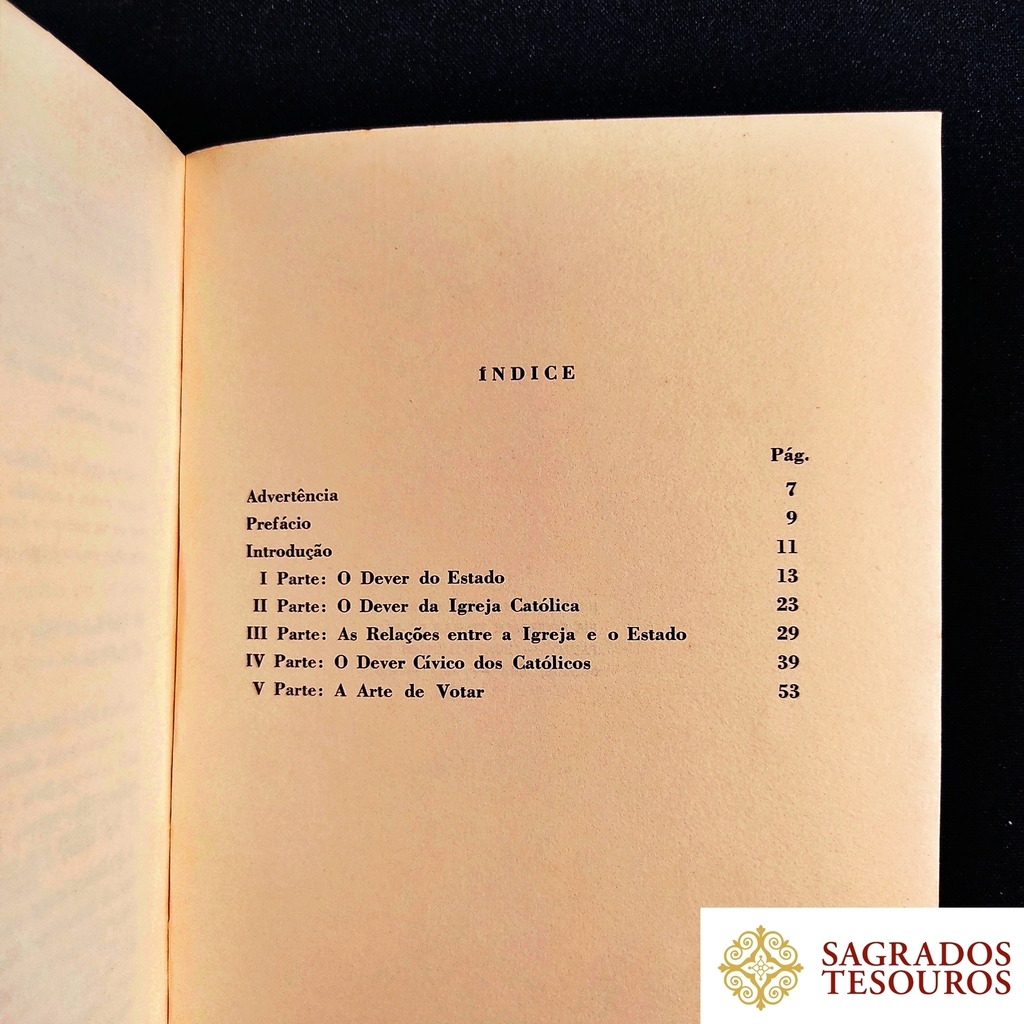 ÍNDICE
Pág.
Advertência 7
Prefácio 9
Introdução 11
I Parte: O Dever do Estado 13
II Parte: O Dever da Igreja Católica 23
III Parte: As Relações entre a Igreja e o Estado 29
IV Parte: O Dever Cívico dos Católicos 39
V Parte: A Arte de Votar 53
SAGRADOS
TESOUROS